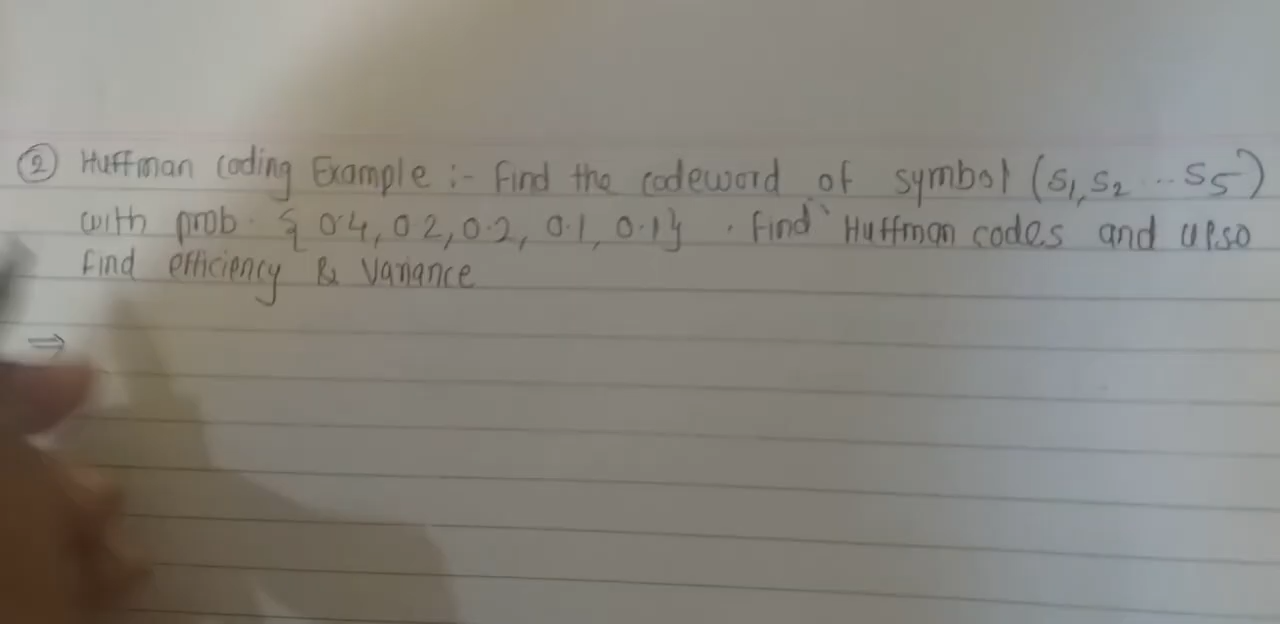 ② Huffman Coding Example :- Find the codeword of symbol (S1, S2 .. S5)
with prob. { 0.4, 0.2, 0.2, 0.1, 0.1} . Find Huffman codes and also
find efficiency & Variance
⇒